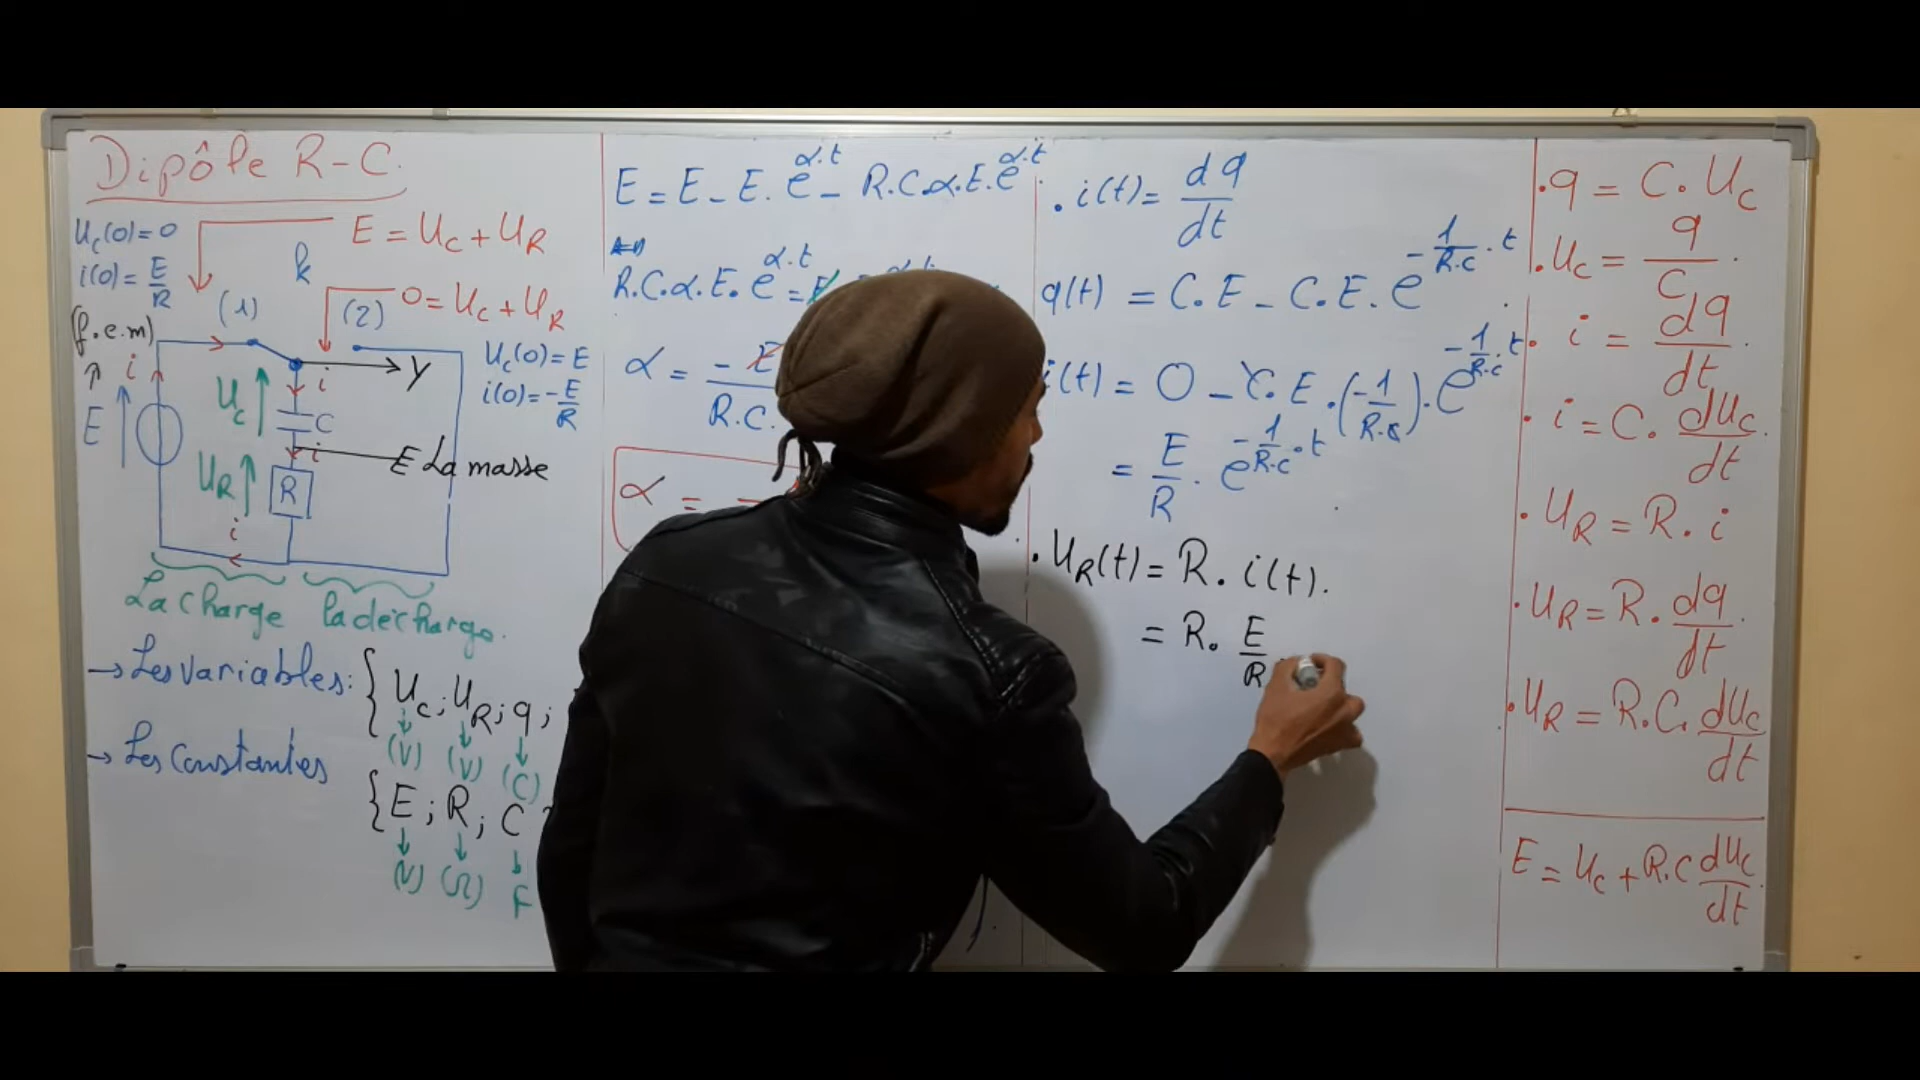 Dipôle R-C.
Uc(0)=0
i(0)= E/R
E = Uc + UR
k
(1)
0 = Uc + UR
(2)
(f.e.m)
Uc(0)=E
i(0)=-E/R
i
i
y
E
Uc
C
i
La masse
UR
R
i
La charge
la décharge.
→ Les variables: { Uc ; UR ; q ;
(V) (V) (C)
→ Les Constantes
{ E ; R ; C
(V) (Ω) F
E = E - E. e^α.t - R.C.α.E.e^α.t
R.C.α.E. e^α.t =
α = -E/R.C.
α = -
. i(t) = dq/dt
q(t) = C.E - C.E. e^-1/R.C . t
i(t) = 0 - C.E.(-1/R.C). e^-1/R.C . t
= E/R . e^-1/R.C . t
. UR(t) = R. i(t).
= R. E/R
. q = C. Uc
. Uc = q/C .
. i = dq/dt
. i = C. dUc/dt .
. UR = R. i
. UR = R. dq/dt .
. UR = R.C. dUc/dt
E = Uc + R.C dUc/dt .